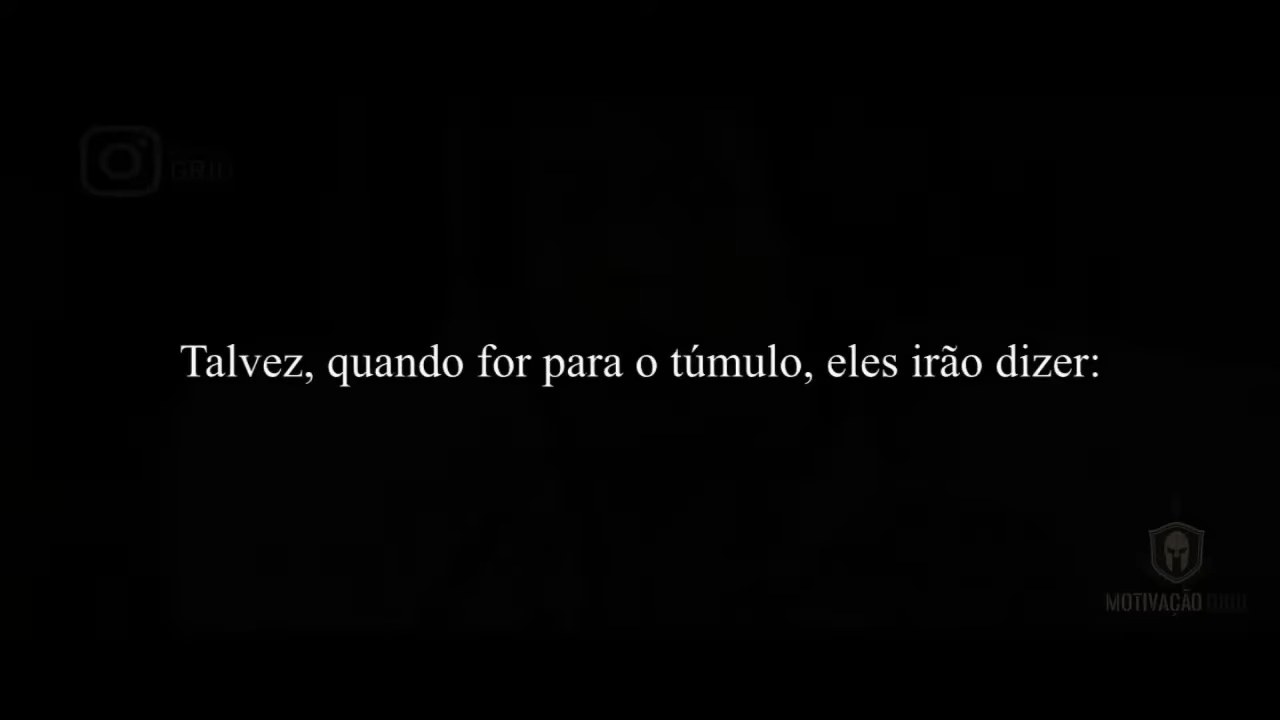 Talvez, quando for para o túmulo, eles irão dizer:
MOTIVAÇÃO